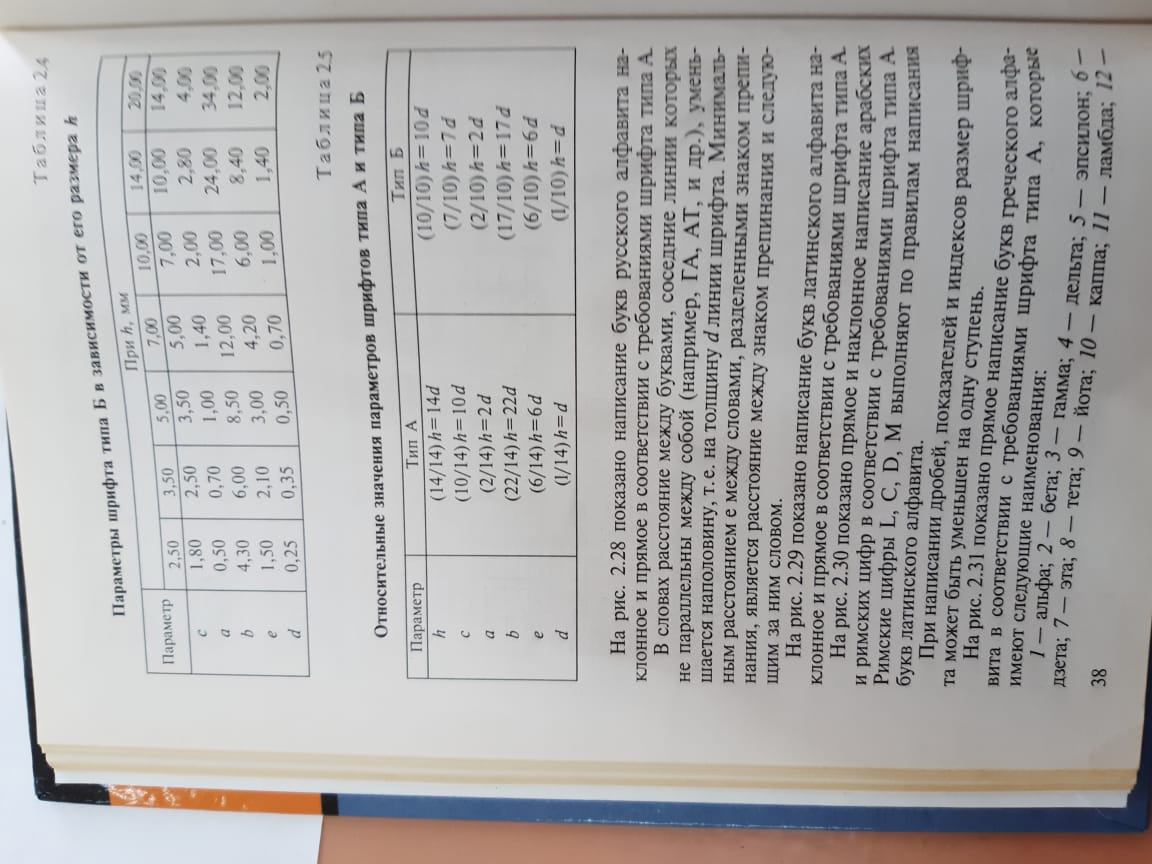 Таблица 2.4
Параметры шрифта типа Б в зависимости от его размера h
Параметр При h, мм
2,50 3,50 5,00 7,00 10,00 14,00 20,00
c 1,80 2,50 3,50 5,00 7,00 10,00 14,00
a 0,50 0,70 1,00 1,40 2,00 2,80 4,00
b 4,30 6,00 8,50 12,00 17,00 24,00 34,00
e 1,50 2,10 3,00 4,20 6,00 8,40 12,00
d 0,25 0,35 0,50 0,70 1,00 1,40 2,00
Таблица 2.5
Относительные значения параметров шрифтов типа А и типа Б
Параметр Тип А Тип Б
h (14/14)h=14d (10/10)h=10d
c (10/14)h=10d (7/10)h=7d
a (2/14)h=2d (2/10)h=2d
b (22/14)h=22d (17/10)h=17d
e (6/14)h=6d (6/10)h=6d
d (1/14)h=d (1/10)h=d
На рис. 2.28 показано написание букв русского алфавита на-
клонное и прямое в соответствии с требованиями шрифта типа А.
В словах расстояние между буквами, соседние линии которых
не параллельны между собой (например, ГА, АТ, и др.), умень-
шается наполовину, т. е. на толщину d линии шрифта. Минималь-
ным расстоянием е между словами, разделенными знаком препи-
нания, является расстояние между знаком препинания и следую-
щим за ним словом.
На рис. 2.29 показано написание букв латинского алфавита на-
клонное и прямое в соответствии с требованиями шрифта типа А.
На рис. 2.30 показано прямое и наклонное написание арабских
и римских цифр в соответствии с требованиями шрифта типа А.
Римские цифры L, C, D, M выполняют по правилам написания
букв латинского алфавита.
При написании дробей, показателей и индексов размер шриф-
та может быть уменьшен на одну ступень.
На рис. 2.31 показано прямое написание букв греческого алфа-
вита в соответствии с требованиями шрифта типа А, которые
имеют следующие наименования:
1 — альфа; 2 — бета; 3 — гамма; 4 — дельта; 5 — эпсилон; 6 —
дзета; 7 — эта; 8 — тета; 9 — йота; 10 — каппа; 11 — ламбда; 12 —
38